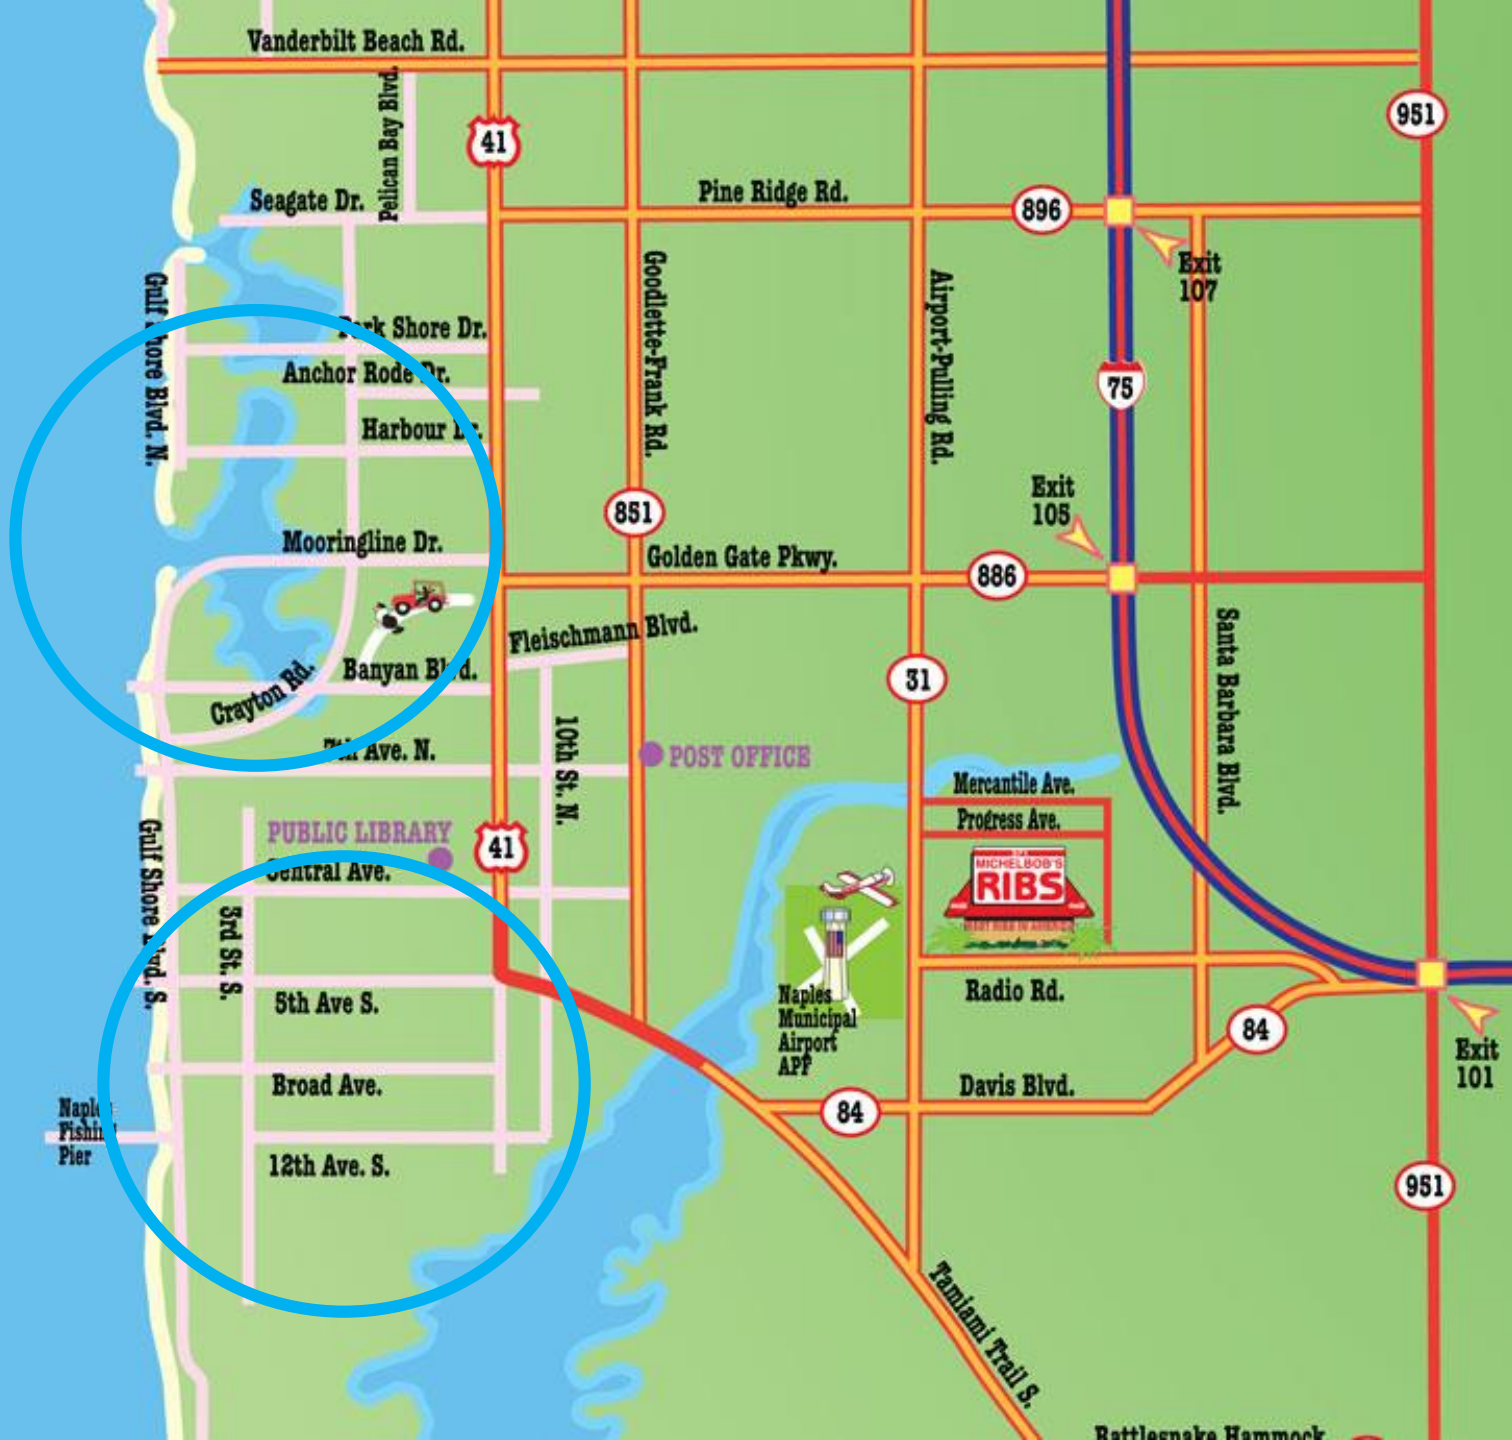 Vanderbilt Beach Rd.
Pelican Bay Blvd.
41
951
Seagate Dr.
Pine Ridge Rd.
896
Exit
107
Gulf Shore Blvd. N.
Park Shore Dr.
Goodlette-Frank Rd.
Airport-Pulling Rd.
Anchor Rode Dr.
75
Harbour Dr.
Exit
105
851
Mooringline Dr.
Golden Gate Pkwy.
886
Fleischmann Blvd.
Santa Barbara Blvd.
Banyan Blvd.
Crayton Rd.
31
7th Ave. N.
10th St. N.
POST OFFICE
Mercantile Ave.
Progress Ave.
PUBLIC LIBRARY
41
Gulf Shore Blvd. S.
Central Ave.
MICHELBOB'S
RIBS
3rd St. S.
5th Ave S.
Naples
Municipal
Airport
APF
Radio Rd.
84
Exit
101
Broad Ave.
Davis Blvd.
84
Naples
Fishing
Pier
12th Ave. S.
951
Tamiami Trail S.
Rattlesnake Hammock